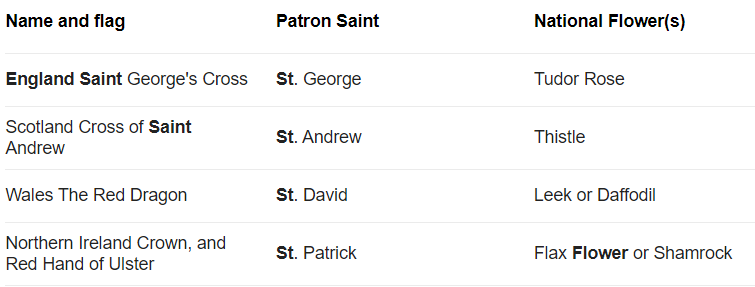 Name and flag Patron Saint National Flower(s)
England Saint George's Cross St. George Tudor Rose
Scotland Cross of Saint
Andrew St. Andrew Thistle
Wales The Red Dragon St. David Leek or Daffodil
Northern Ireland Crown, and
Red Hand of Ulster St. Patrick Flax Flower or Shamrock